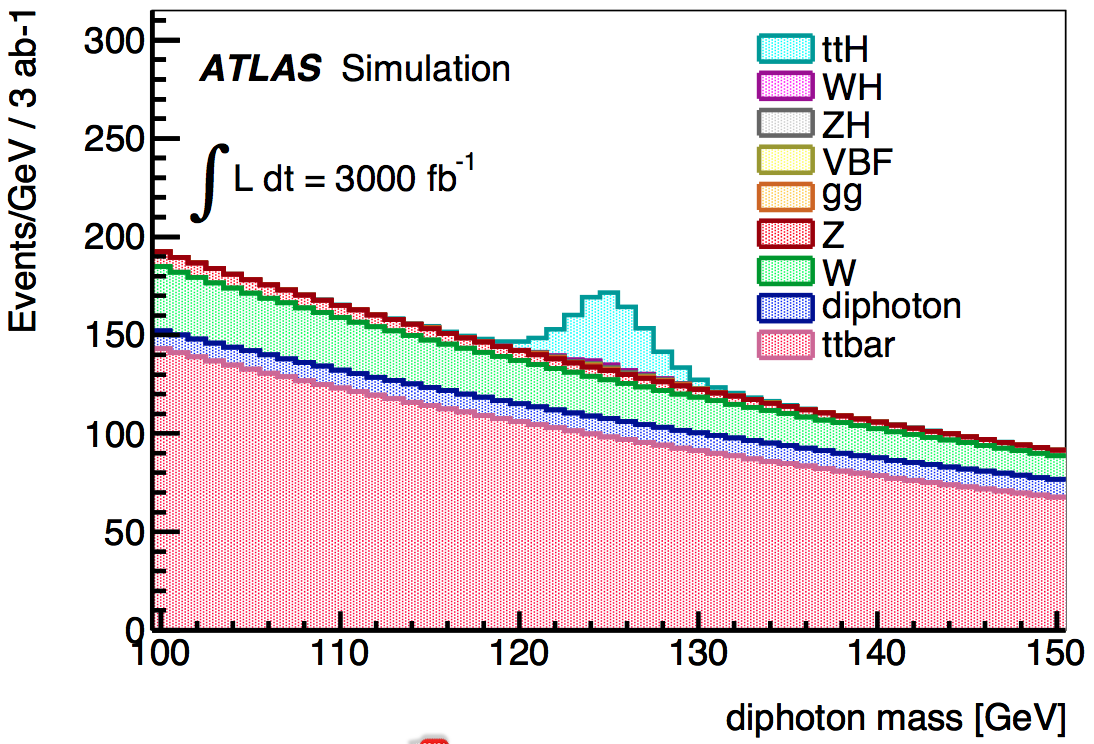 Events/GeV / 3 ab-1
300
250
200
150
100
50
0
ATLAS Simulation
∫ L dt = 3000 fb-1
ttH
WH
ZH
VBF
gg
Z
W
diphoton
ttbar
100 110 120 130 140 150
diphoton mass [GeV]